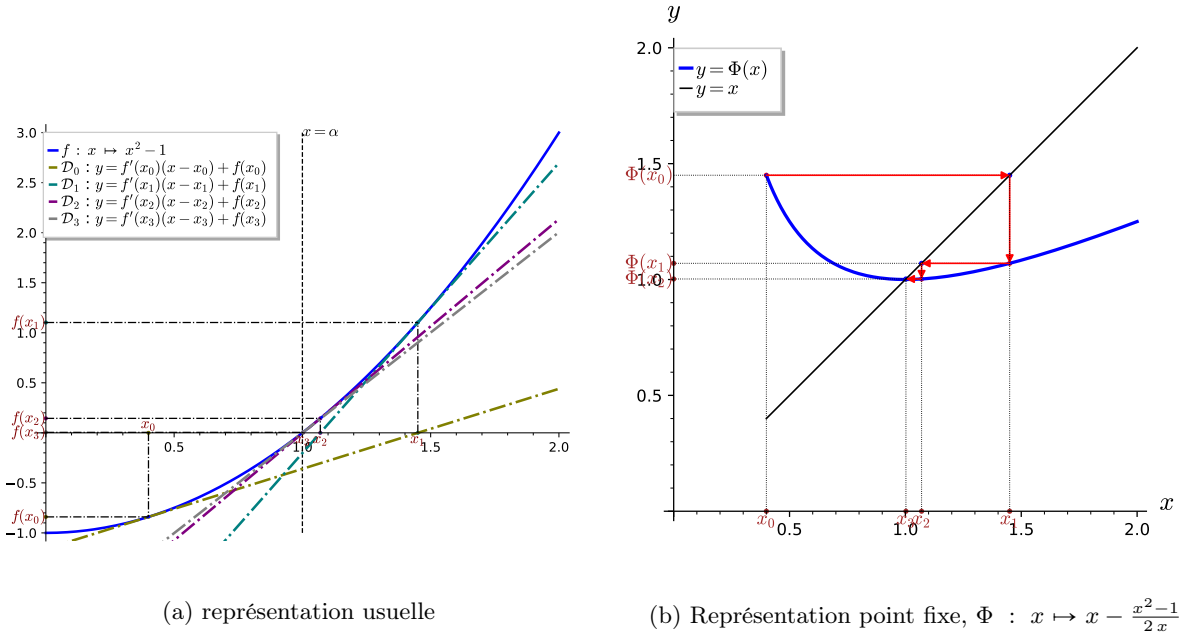 3.0
x = α
f : x ↦ x² − 1
𝒟₀ : y = f′(x₀)(x − x₀) + f(x₀)
𝒟₁ : y = f′(x₁)(x − x₁) + f(x₁)
𝒟₂ : y = f′(x₂)(x − x₂) + f(x₂)
𝒟₃ : y = f′(x₃)(x − x₃) + f(x₃)
2.5
2.0
1.5
f(x₁)
1.0
0.5
f(x₂)
f(x₃)
x₀
0.5
1.0
x₂
x₁
1.5
2.0
−0.5
f(x₀)
−1.0
(a) représentation usuelle
y
2.0
y = Φ(x)
y = x
1.5
Φ(x₀)
Φ(x₁)
1.0
Φ(x₂)
0.5
x₀
0.5
x₃
1.0
x₂
x₁
1.5
2.0
x
(b) Représentation point fixe, Φ : x ↦ x − (x²−1)/(2 x)